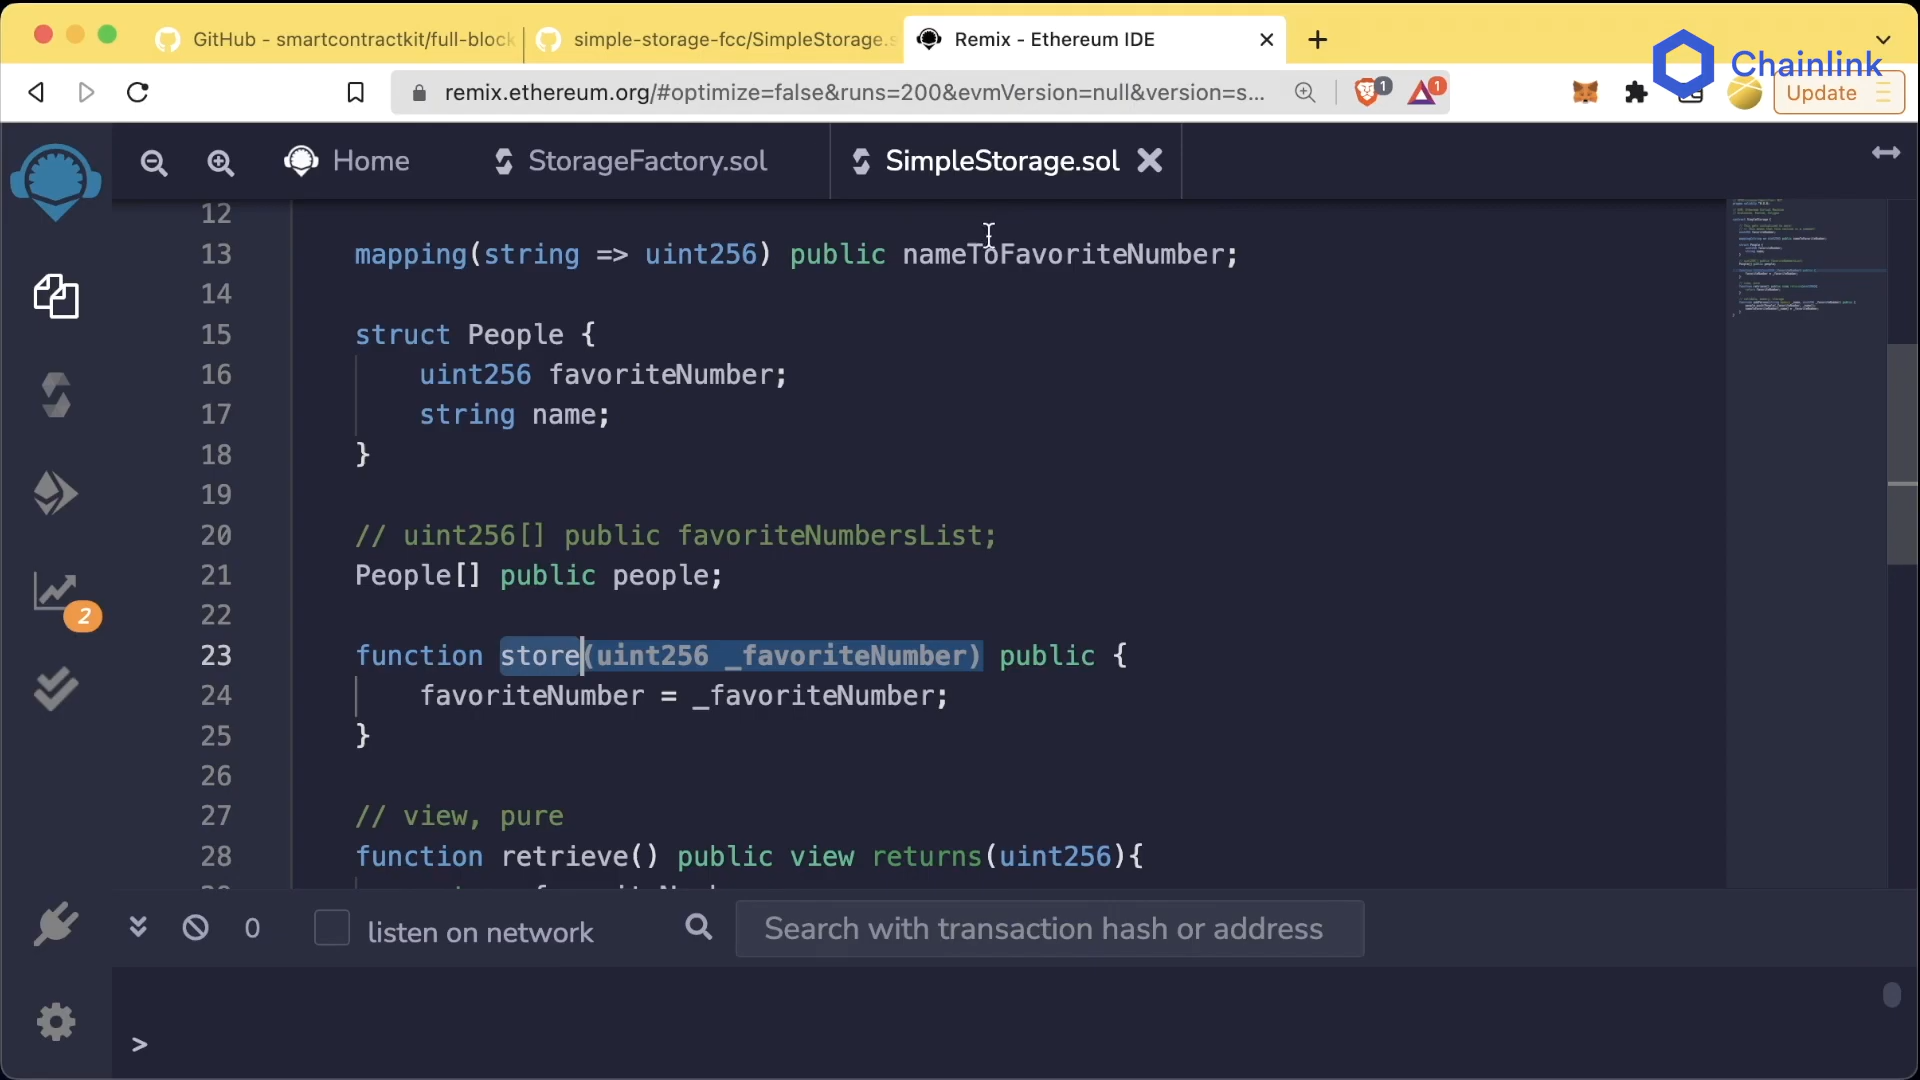 GitHub - smartcontractkit/full-block
simple-storage-fcc/SimpleStorage.s
Remix - Ethereum IDE
Chainlink
remix.ethereum.org/#optimize=false&runs=200&evmVersion=null&version=s...
1
1
Update
Home
StorageFactory.sol
SimpleStorage.sol
12
13 mapping(string => uint256) public nameToFavoriteNumber;
14
15 struct People {
16 uint256 favoriteNumber;
17 string name;
18 }
19
20 // uint256[] public favoriteNumbersList;
21 People[] public people;
22
23 function store(uint256 _favoriteNumber) public {
24 favoriteNumber = _favoriteNumber;
25 }
26
27 // view, pure
28 function retrieve() public view returns(uint256){
2
0
listen on network
Search with transaction hash or address
>